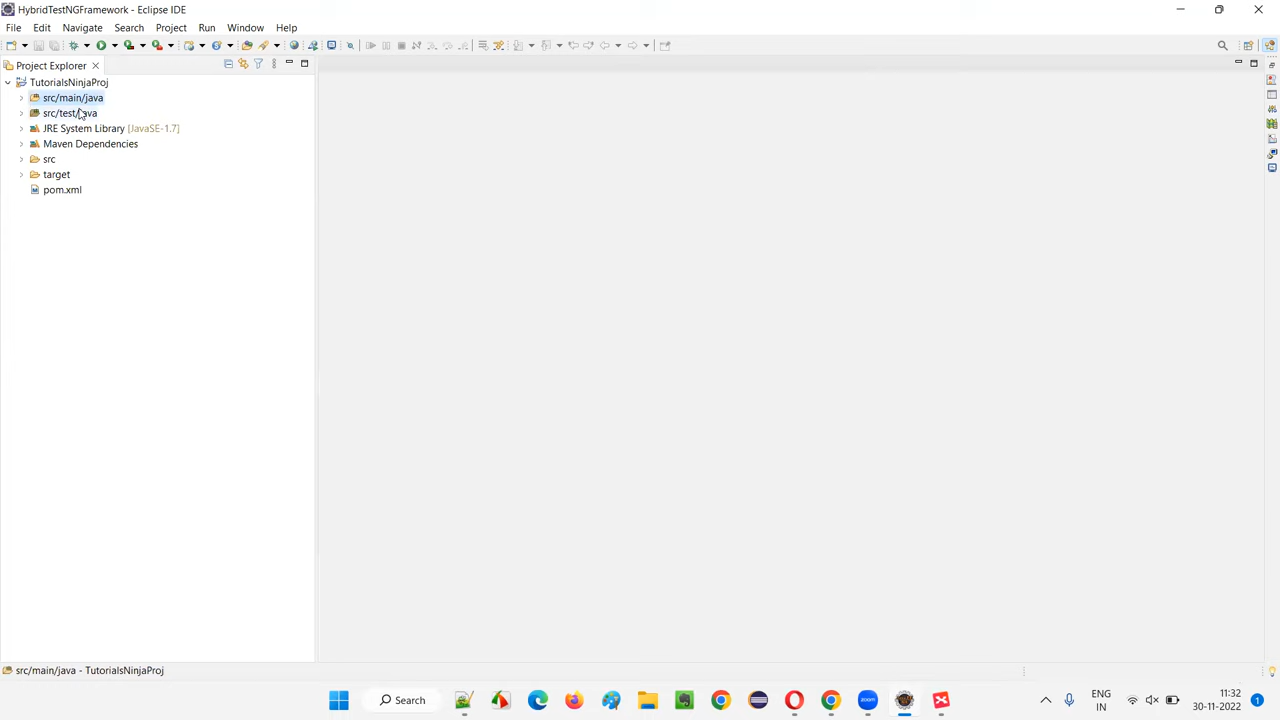 HybridTestNGFramework - Eclipse IDE
File Edit Navigate Search Project Run Window Help
Project Explorer
TutorialsNinjaProj
src/main/java
src/test/java
JRE System Library [JavaSE-1.7]
Maven Dependencies
src
target
pom.xml
src/main/java - TutorialsNinjaProj
Search
zoom
ENG
IN
11:32
30-11-2022
1